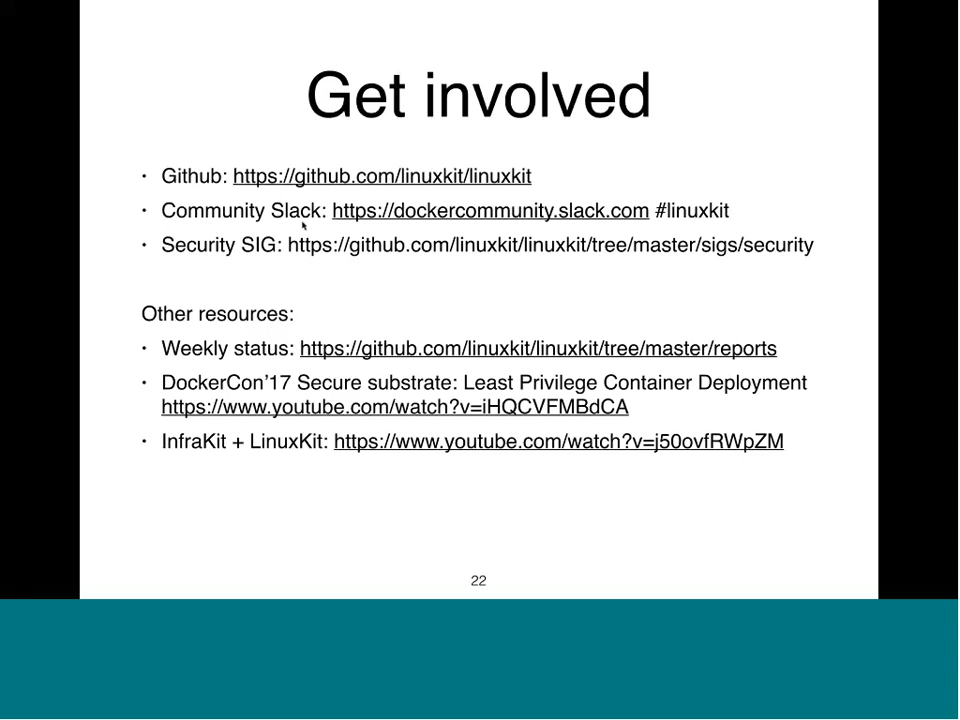 Get involved
• Github: https://github.com/linuxkit/linuxkit
• Community Slack: https://dockercommunity.slack.com #linuxkit
• Security SIG: https://github.com/linuxkit/linuxkit/tree/master/sigs/security
Other resources:
• Weekly status: https://github.com/linuxkit/linuxkit/tree/master/reports
• DockerCon’17 Secure substrate: Least Privilege Container Deployment
https://www.youtube.com/watch?v=iHQCVFMBdCA
• InfraKit + LinuxKit: https://www.youtube.com/watch?v=j50ovfRWpZM
22